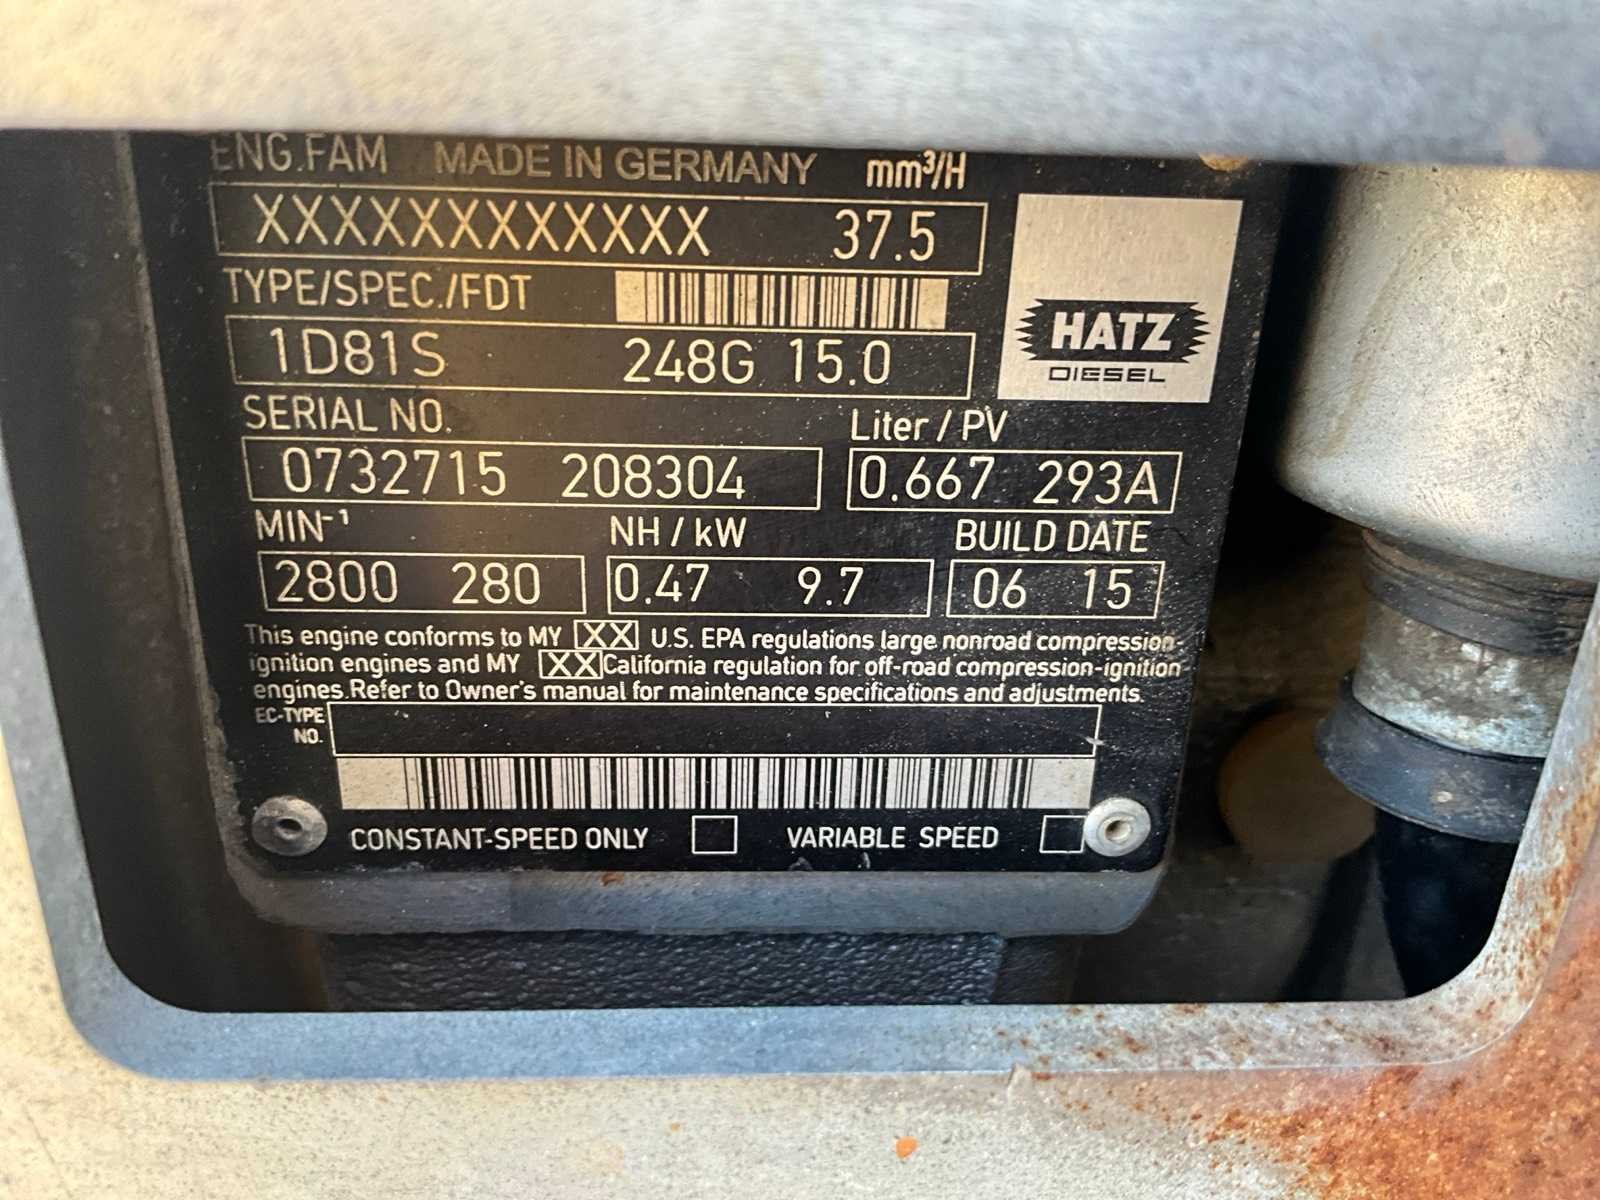 ENG.FAM MADE IN GERMANY mm³/H
XXXXXXXXXXXX 37.5
TYPE/SPEC./FDT
1D81S 248G 15.0
HATZ
DIESEL
SERIAL NO. Liter / PV
0732715 208304 0.667 293A
MIN⁻¹ NH / kW BUILD DATE
2800 280 0.47 9.7 06 15
This engine conforms to MY XX U.S. EPA regulations large nonroad compression-
ignition engines and MY XX California regulation for off-road compression-ignition
engines.Refer to Owner's manual for maintenance specifications and adjustments.
EC-TYPE
NO.
CONSTANT-SPEED ONLY VARIABLE SPEED